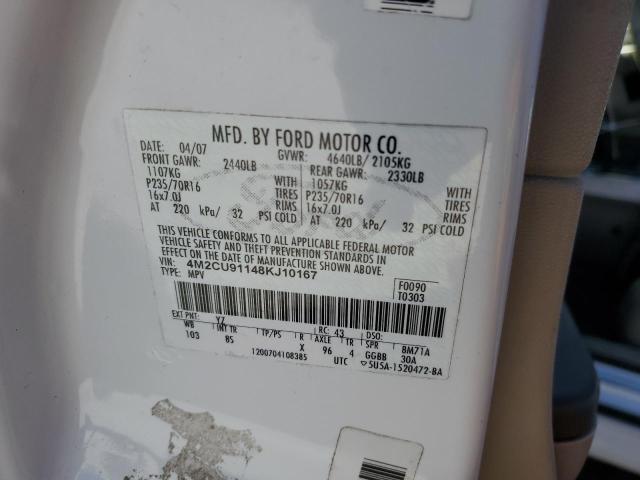 MFD. BY FORD MOTOR CO.
DATE: 04/07 GVWR: 4640LB/ 2105KG
FRONT GAWR: 2440LB REAR GAWR: 2330LB
1107KG WITH 1057KG WITH
P235/70R16 TIRES P235/70R16 TIRES
16x7.0J RIMS 16x7.0J RIMS
AT 220 kPa/ 32 PSI COLD AT 220 kPa/ 32 PSI COLD
THIS VEHICLE CONFORMS TO ALL APPLICABLE FEDERAL MOTOR
VEHICLE SAFETY AND THEFT PREVENTION STANDARDS IN
EFFECT ON THE DATE OF MANUFACTURE SHOWN ABOVE.
VIN: 4M2CU91148KJ10167 F0090
TYPE: MPV T0303
EXT PNT: YZ RC: 43 DSO:
WB INT TR TP/PS R AXLE TR SPR 8M71A
103 BS X 96 4 GGBB 30A
1200704108385 UTC ▽5U5A-1520472-BA